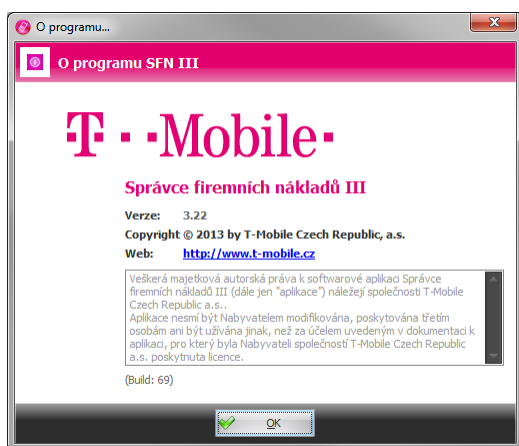 O programu...
O programu SFN III
T · · Mobile ·
Správce firemních nákladů III
Verze: 3.22
Copyright © 2013 by T-Mobile Czech Republic, a.s.
Web: http://www.t-mobile.cz
Veškerá majetková autorská práva k softwarové aplikaci Správce
firemních nákladů III (dále jen "aplikace") náležejí společnosti T-Mobile
Czech Republic a.s..
Aplikace nesmí být Nabyvatelem modifikována, poskytována třetím
osobám ani být užívána jinak, než za účelem uvedeným v dokumentaci k
aplikaci, pro který byla Nabyvateli společností T-Mobile Czech Republic
a.s. poskytnuta licence.
(Build: 69)
OK